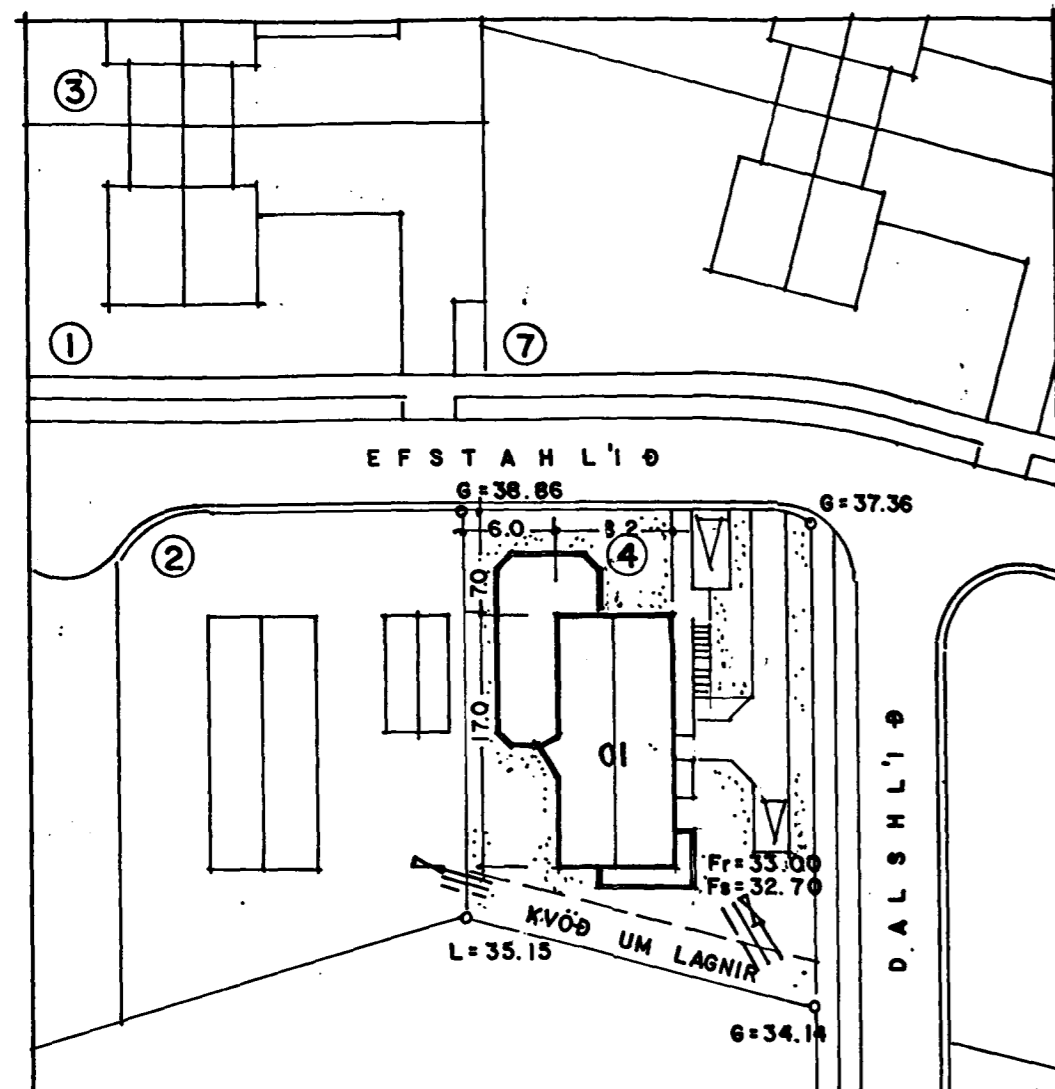 3
1
7
EFSTAHLÍÐ
G=38.86
G=37.36
6.0
8.2
2
4
7.0
17.0
01
DALSHLÍÐ
Fr=33.00
Fs=32.70
KVÖÐ UM LAGNIR
L=35.15
G=34.14